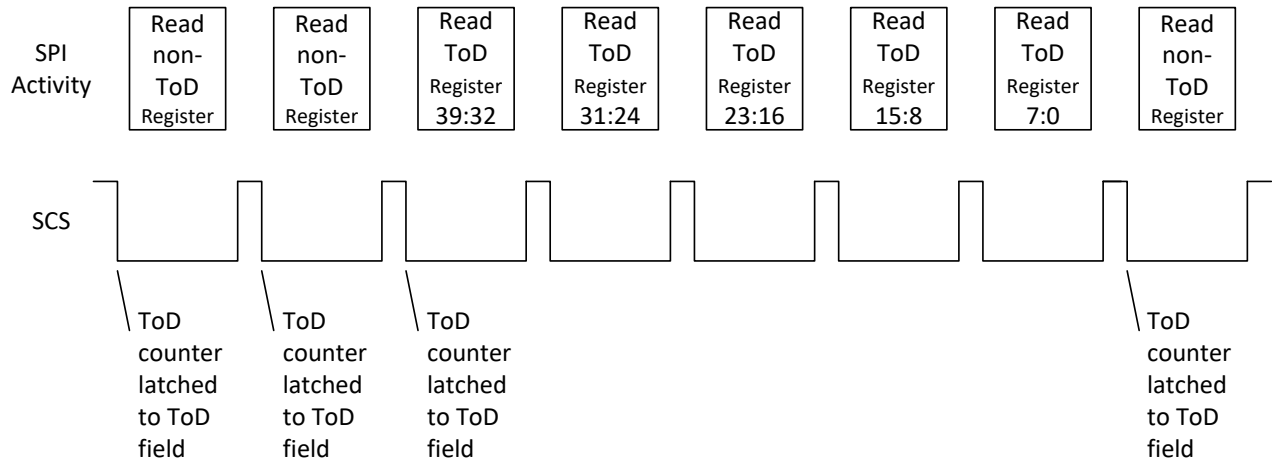 SPI
Activity
Read
non-
ToD
Register
Read
non-
ToD
Register
Read
ToD
Register
39:32
Read
ToD
Register
31:24
Read
ToD
Register
23:16
Read
ToD
Register
15:8
Read
ToD
Register
7:0
Read
non-
ToD
Register
SCS
ToD
counter
latched
to ToD
field
ToD
counter
latched
to ToD
field
ToD
counter
latched
to ToD
field
ToD
counter
latched
to ToD
field